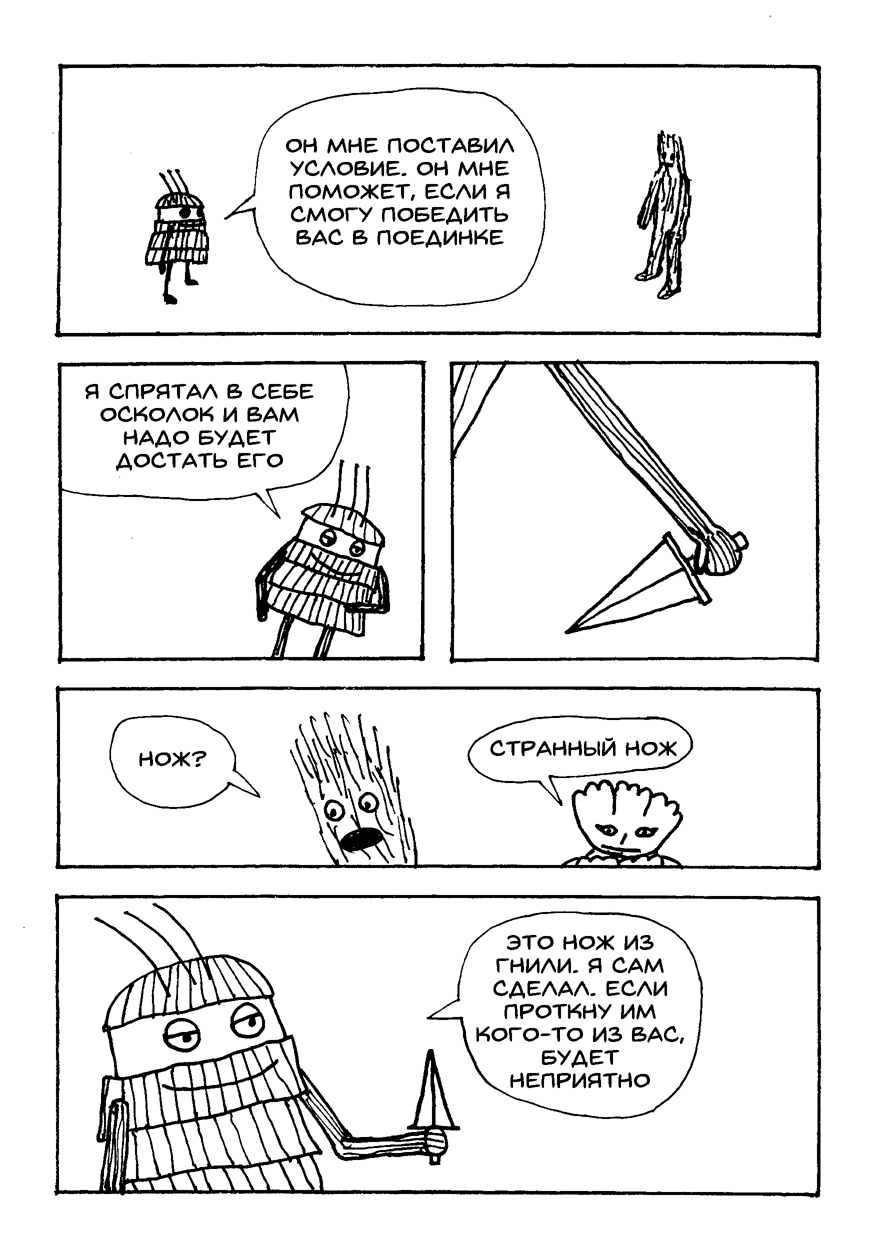 ОН МНЕ ПОСТАВИЛ
УСЛОВИЕ. ОН МНЕ
ПОМОЖЕТ, ЕСЛИ Я
СМОГУ ПОБЕДИТЬ
ВАС В ПОЕДИНКЕ
Я СПРЯТАЛ В СЕБЕ
ОСКОЛОК И ВАМ
НАДО БУДЕТ
ДОСТАТЬ ЕГО
НОЖ?
СТРАННЫЙ НОЖ
ЭТО НОЖ ИЗ
ГНИЛИ. Я САМ
СДЕЛАЛ. ЕСЛИ
ПРОТКНУ ИМ
КОГО-ТО ИЗ ВАС,
БУДЕТ
НЕПРИЯТНО